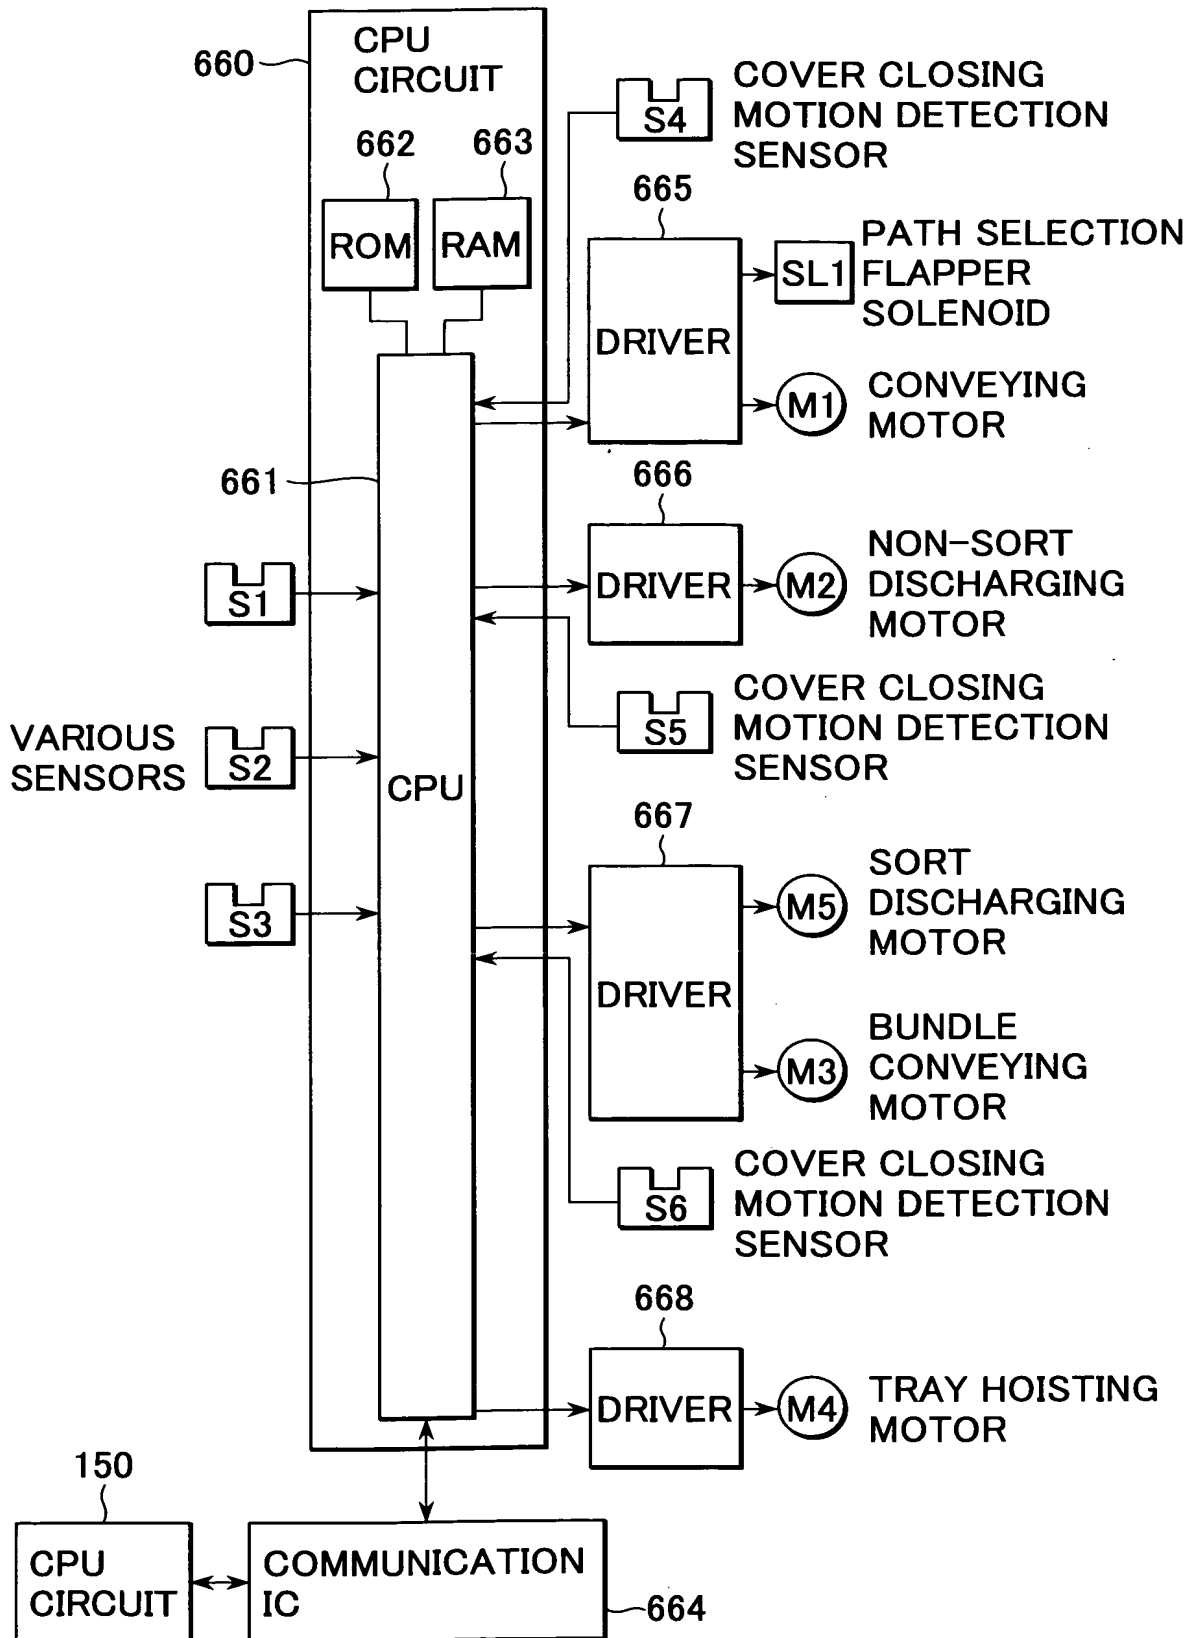 660
CPU
CIRCUIT
662
663
ROM
RAM
S4
COVER CLOSING
MOTION DETECTION
SENSOR
665
DRIVER
SL1
PATH SELECTION
FLAPPER
SOLENOID
M1
CONVEYING
MOTOR
661
CPU
666
DRIVER
M2
NON-SORT
DISCHARGING
MOTOR
S1
S5
COVER CLOSING
MOTION DETECTION
SENSOR
VARIOUS
SENSORS
S2
S3
667
DRIVER
M5
SORT
DISCHARGING
MOTOR
M3
BUNDLE
CONVEYING
MOTOR
S6
COVER CLOSING
MOTION DETECTION
SENSOR
668
DRIVER
M4
TRAY HOISTING
MOTOR
150
CPU
CIRCUIT
COMMUNICATION
IC
664